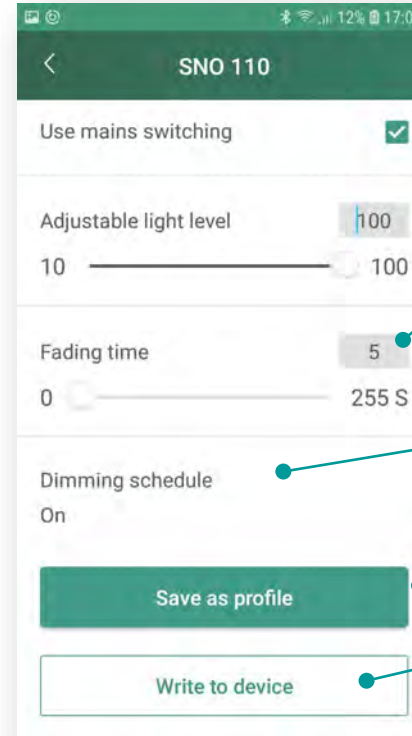 12% 17:0
SNO 110
Use mains switching
Adjustable light level 100
10 100
Fading time 5
0 255 S
Dimming schedule
On
Save as profile
Write to device